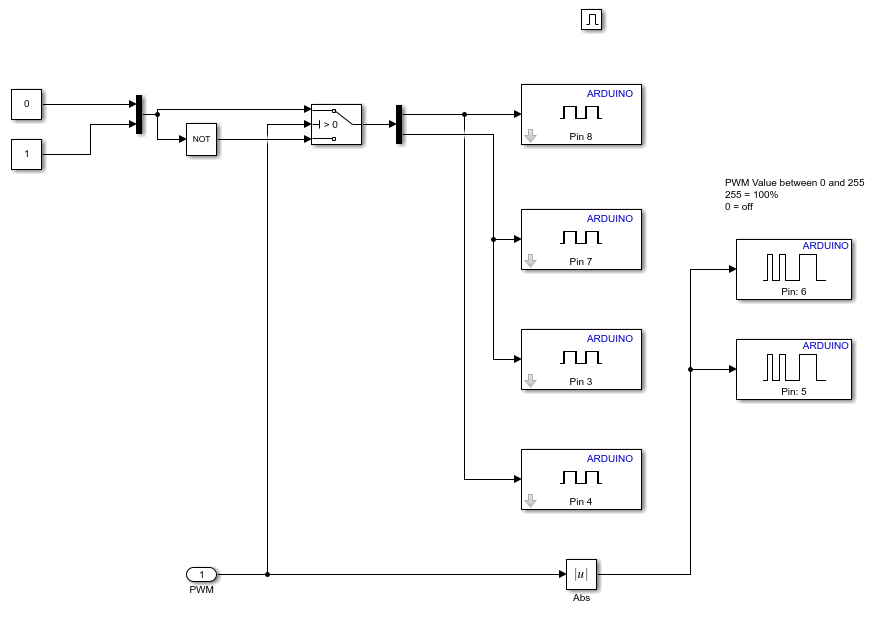 0
1
NOT
> 0
ARDUINO
Pin 8
ARDUINO
Pin 7
PWM Value between 0 and 255
255 = 100%
0 = off
ARDUINO
Pin: 6
ARDUINO
Pin 3
ARDUINO
Pin: 5
ARDUINO
Pin 4
1
PWM
|u|
Abs